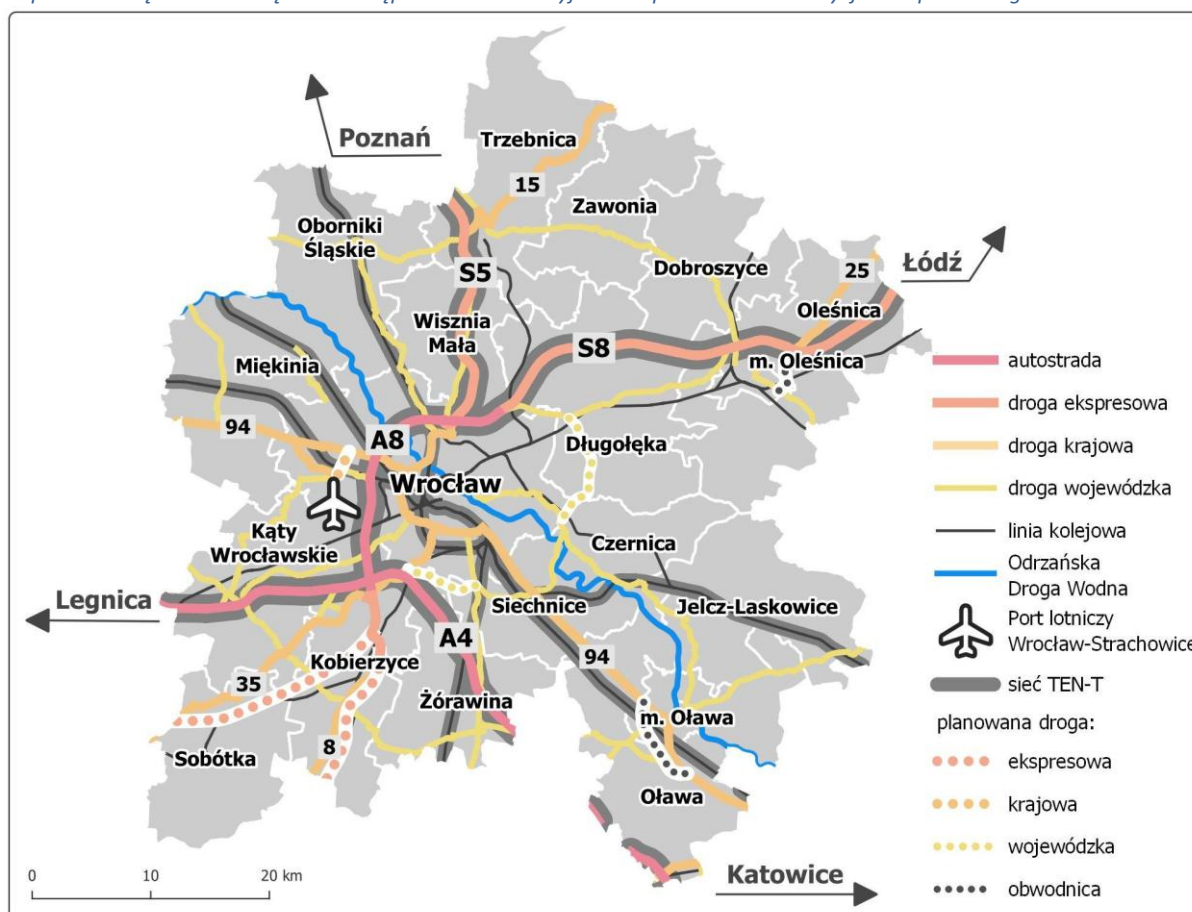 Poznań
Trzebnica
15
Zawonia
Oborniki
Śląskie
Dobroszyce
25
Łódź
S5
Oleśnica
Wisznia
Mała
S8
m. Oleśnica
Miękinia
94
A8
Długołęka
Wrocław
Kąty
Wrocławskie
Czernica
Legnica
Siechnice
Jelcz-Laskowice
A4
Kobierzyce
94
35
Żórawina
m. Oława
8
Sobótka
Oława
Katowice
0 10 20 km
autostrada
droga ekspresowa
droga krajowa
droga wojewódzka
linia kolejowa
Odrzańska
Droga Wodna
Port lotniczy
Wrocław-Strachowice
sieć TEN-T
planowana droga:
ekspresowa
krajowa
wojewódzka
obwodnica